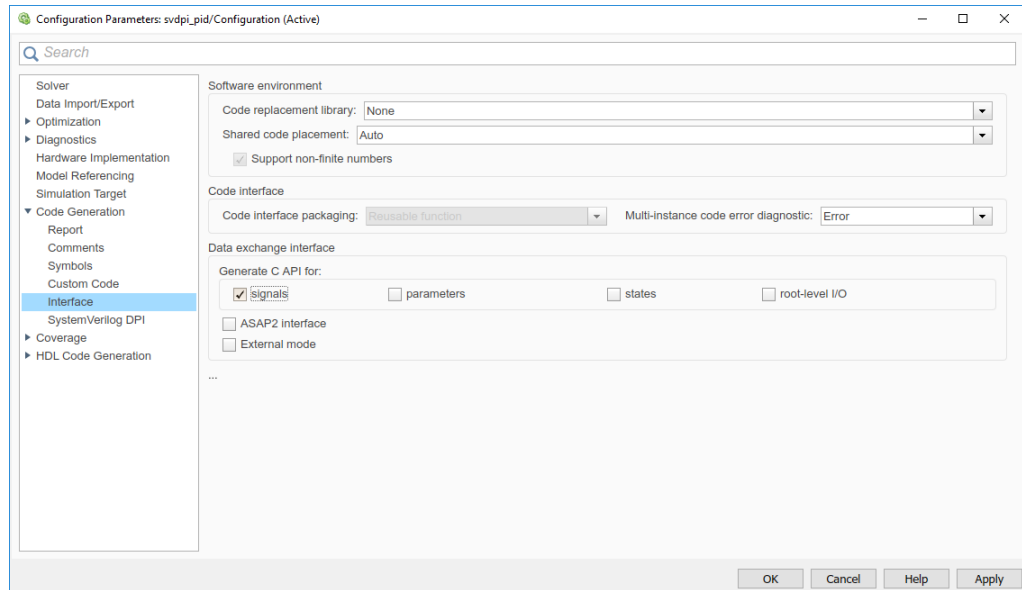 Configuration Parameters: svdpi_pid/Configuration (Active)
Search
Solver
Data Import/Export
Optimization
Diagnostics
Hardware Implementation
Model Referencing
Simulation Target
Code Generation
Report
Comments
Symbols
Custom Code
Interface
SystemVerilog DPI
Coverage
HDL Code Generation
Software environment
Code replacement library: None
Shared code placement: Auto
Support non-finite numbers
Code interface
Code interface packaging: Reusable function Multi-instance code error diagnostic: Error
Data exchange interface
Generate C API for:
signals parameters states root-level I/O
ASAP2 interface
External mode
...
OK Cancel Help Apply